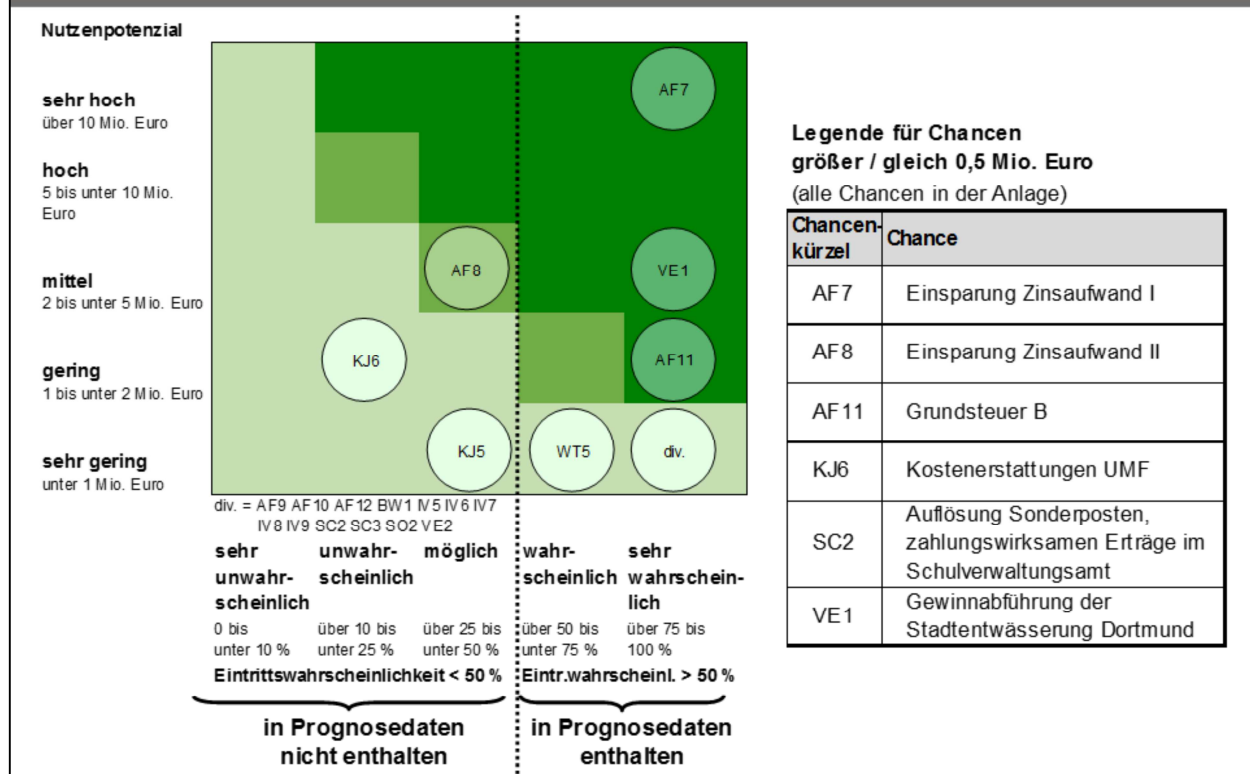 Nutzenpotenzial
sehr hoch
über 10 Mio. Euro
hoch
5 bis unter 10 Mio.
Euro
mittel
2 bis unter 5 Mio. Euro
gering
1 bis unter 2 Mio. Euro
sehr gering
unter 1 Mio. Euro
AF7
AF8
VE1
KJ6
AF11
KJ5
WT5
div.
div. = AF9 AF10 AF12 BW1 IV5 IV6 IV7
IV8 IV9 SC2 SC3 SO2 VE2
sehr
unwahr-
scheinlich
0 bis
unter 10 %
unwahr-
scheinlich
über 10 bis
unter 25 %
möglich
über 25 bis
unter 50 %
wahr-
scheinlich
über 50 bis
unter 75 %
sehr
wahrschein-
lich
über 75 bis
100 %
Eintrittswahrscheinlichkeit < 50 %
Eintr.wahrscheinl. > 50 %
in Prognosedaten
nicht enthalten
in Prognosedaten
enthalten
Legende für Chancen
größer / gleich 0,5 Mio. Euro
(alle Chancen in der Anlage)
Chancen-
kürzel
Chance
AF7 Einsparung Zinsaufwand I
AF8 Einsparung Zinsaufwand II
AF11 Grundsteuer B
KJ6 Kostenerstattungen UMF
SC2
Auflösung Sonderposten,
zahlungswirksamen Erträge im
Schulverwaltungsamt
VE1
Gewinnabführung der
Stadtentwässerung Dortmund